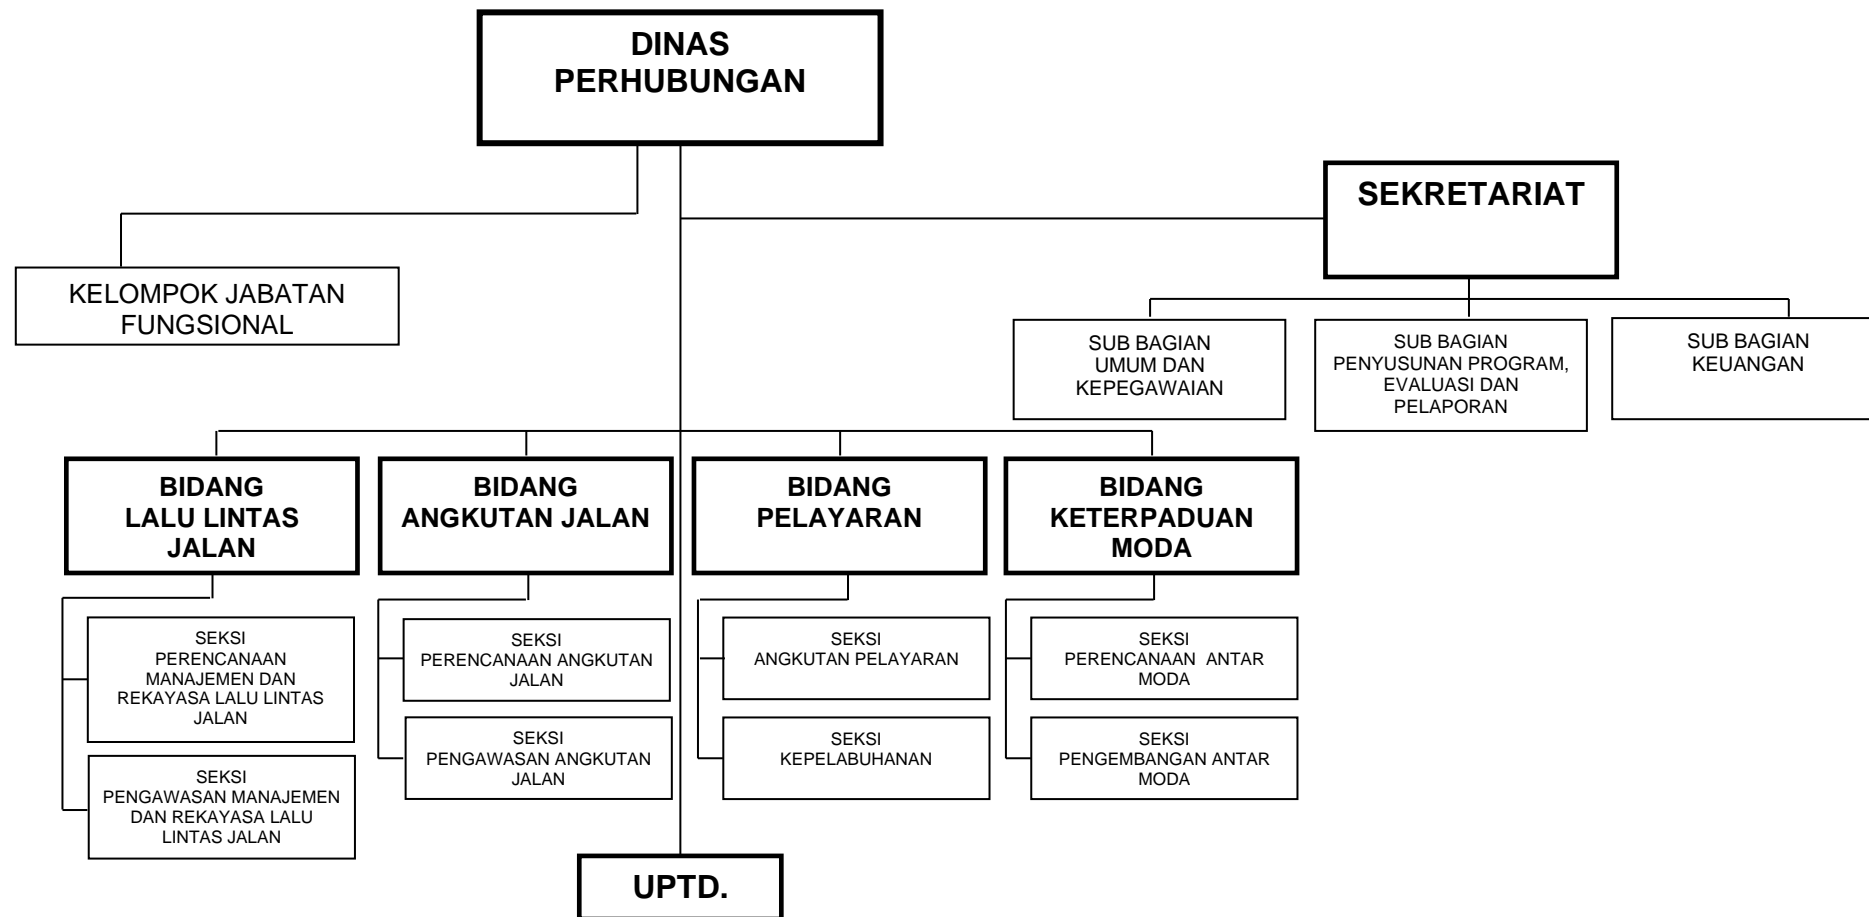 DINAS
PERHUBUNGAN
SEKRETARIAT
KELOMPOK JABATAN
FUNGSIONAL
SUB BAGIAN
UMUM DAN
KEPEGAWAIAN
SUB BAGIAN
PENYUSUNAN PROGRAM,
EVALUASI DAN
PELAPORAN
SUB BAGIAN
KEUANGAN
BIDANG
LALU LINTAS
JALAN
BIDANG
ANGKUTAN JALAN
BIDANG
PELAYARAN
BIDANG
KETERPADUAN
MODA
SEKSI
PERENCANAAN
MANAJEMEN DAN
REKAYASA LALU LINTAS
JALAN
SEKSI
PENGAWASAN MANAJEMEN
DAN REKAYASA LALU
LINTAS JALAN
SEKSI
PERENCANAAN ANGKUTAN
JALAN
SEKSI
PENGAWASAN ANGKUTAN
JALAN
SEKSI
ANGKUTAN PELAYARAN
SEKSI
KEPELABUHANAN
SEKSI
PERENCANAAN ANTAR
MODA
SEKSI
PENGEMBANGAN ANTAR
MODA
UPTD.